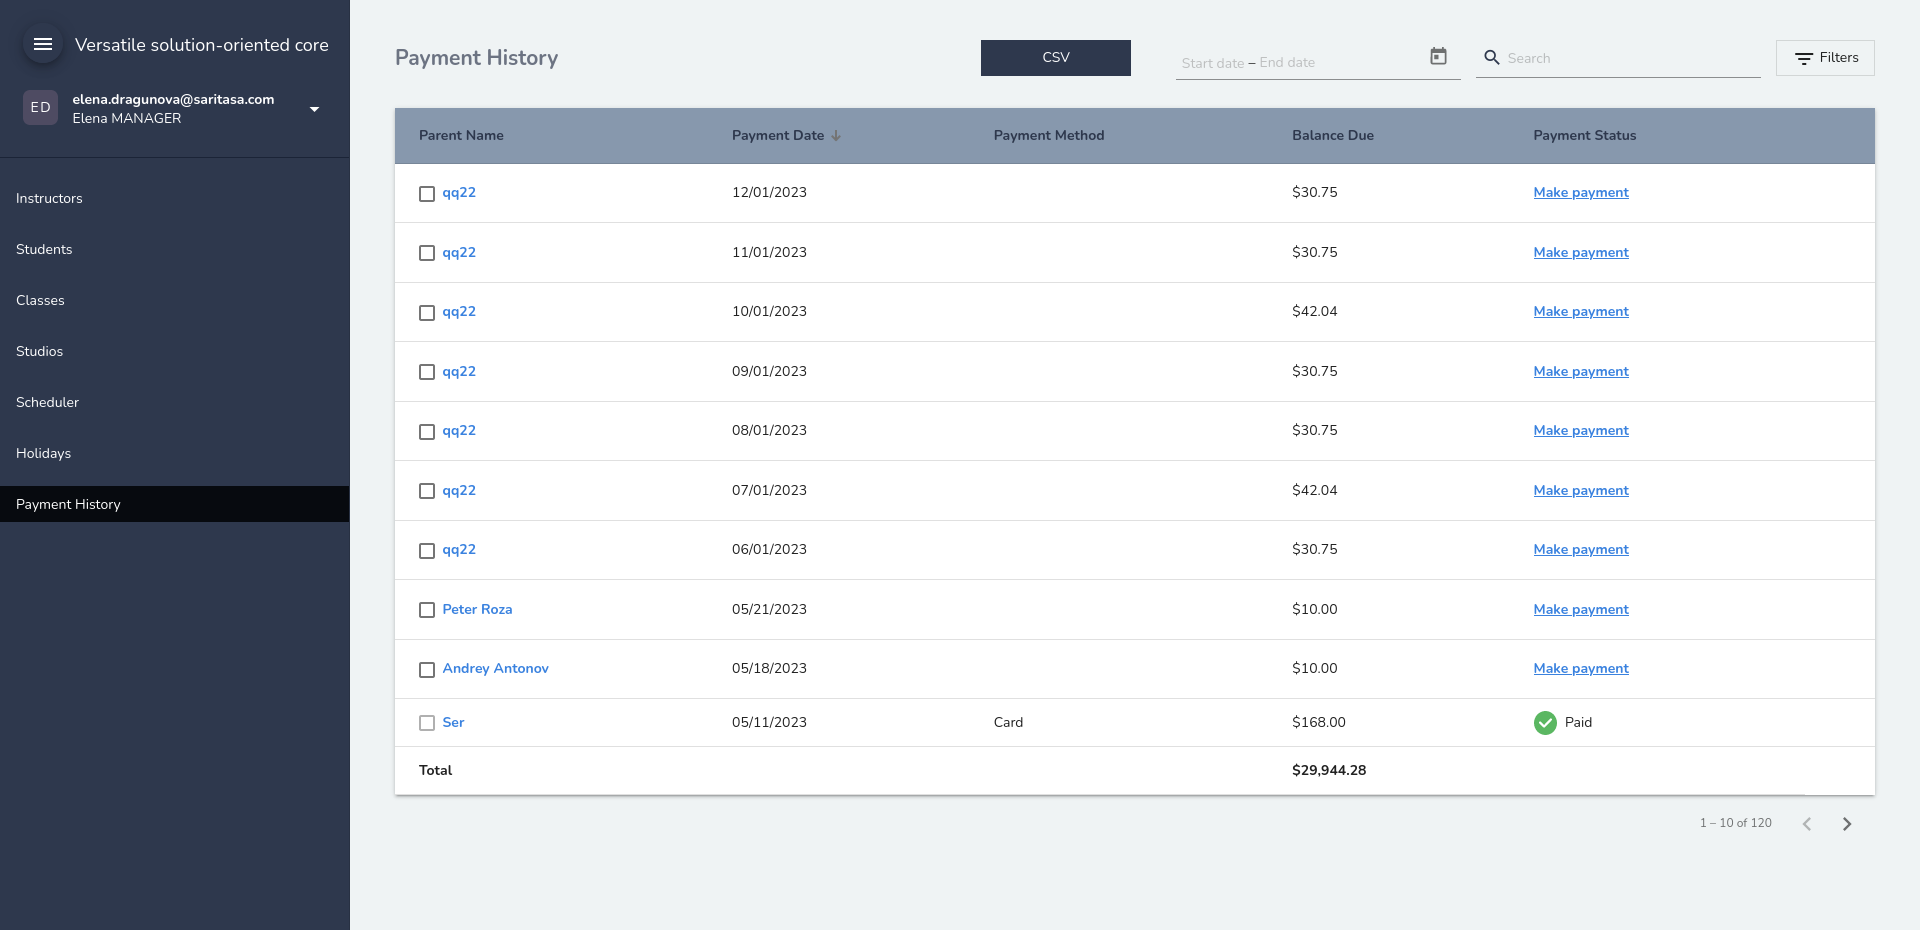 Versatile solution-oriented core
ED
elena.dragunova@saritasa.com
Elena MANAGER
Instructors
Students
Classes
Studios
Scheduler
Holidays
Payment History
Payment History
CSV
Start date – End date
Search
Filters
Parent Name Payment Date Payment Method Balance Due Payment Status
qq22 12/01/2023 $30.75 Make payment
qq22 11/01/2023 $30.75 Make payment
qq22 10/01/2023 $42.04 Make payment
qq22 09/01/2023 $30.75 Make payment
qq22 08/01/2023 $30.75 Make payment
qq22 07/01/2023 $42.04 Make payment
qq22 06/01/2023 $30.75 Make payment
Peter Roza 05/21/2023 $10.00 Make payment
Andrey Antonov 05/18/2023 $10.00 Make payment
Ser 05/11/2023 Card $168.00 Paid
Total $29,944.28
1 – 10 of 120